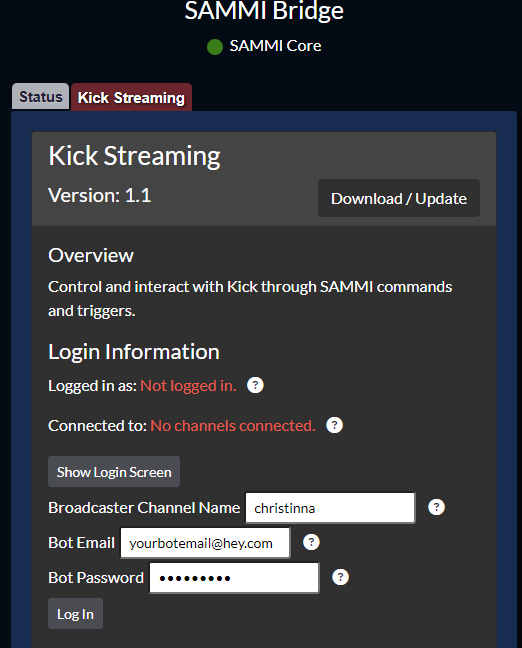 SAMMI Bridge
SAMMI Core
Status Kick Streaming
Kick Streaming
Version: 1.1 Download / Update
Overview
Control and interact with Kick through SAMMI commands
and triggers.
Login Information
Logged in as: Not logged in. ?
Connected to: No channels connected. ?
Show Login Screen
Broadcaster Channel Name christinna ?
Bot Email yourbotemail@hey.com ?
Bot Password ••••••••• ?
Log In